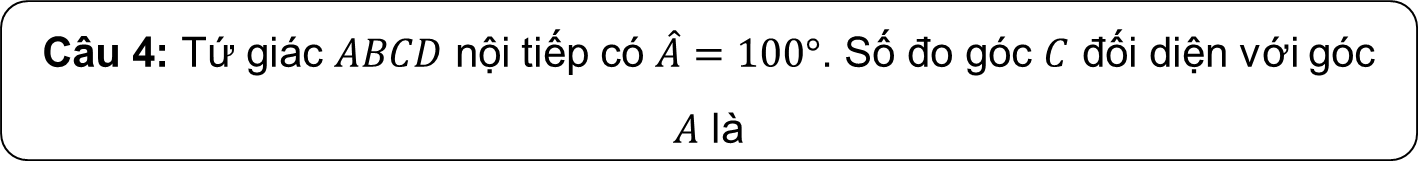 Câu 4: Tứ giác ABCD nội tiếp có Â = 100°. Số đo góc C đối diện với góc
A là